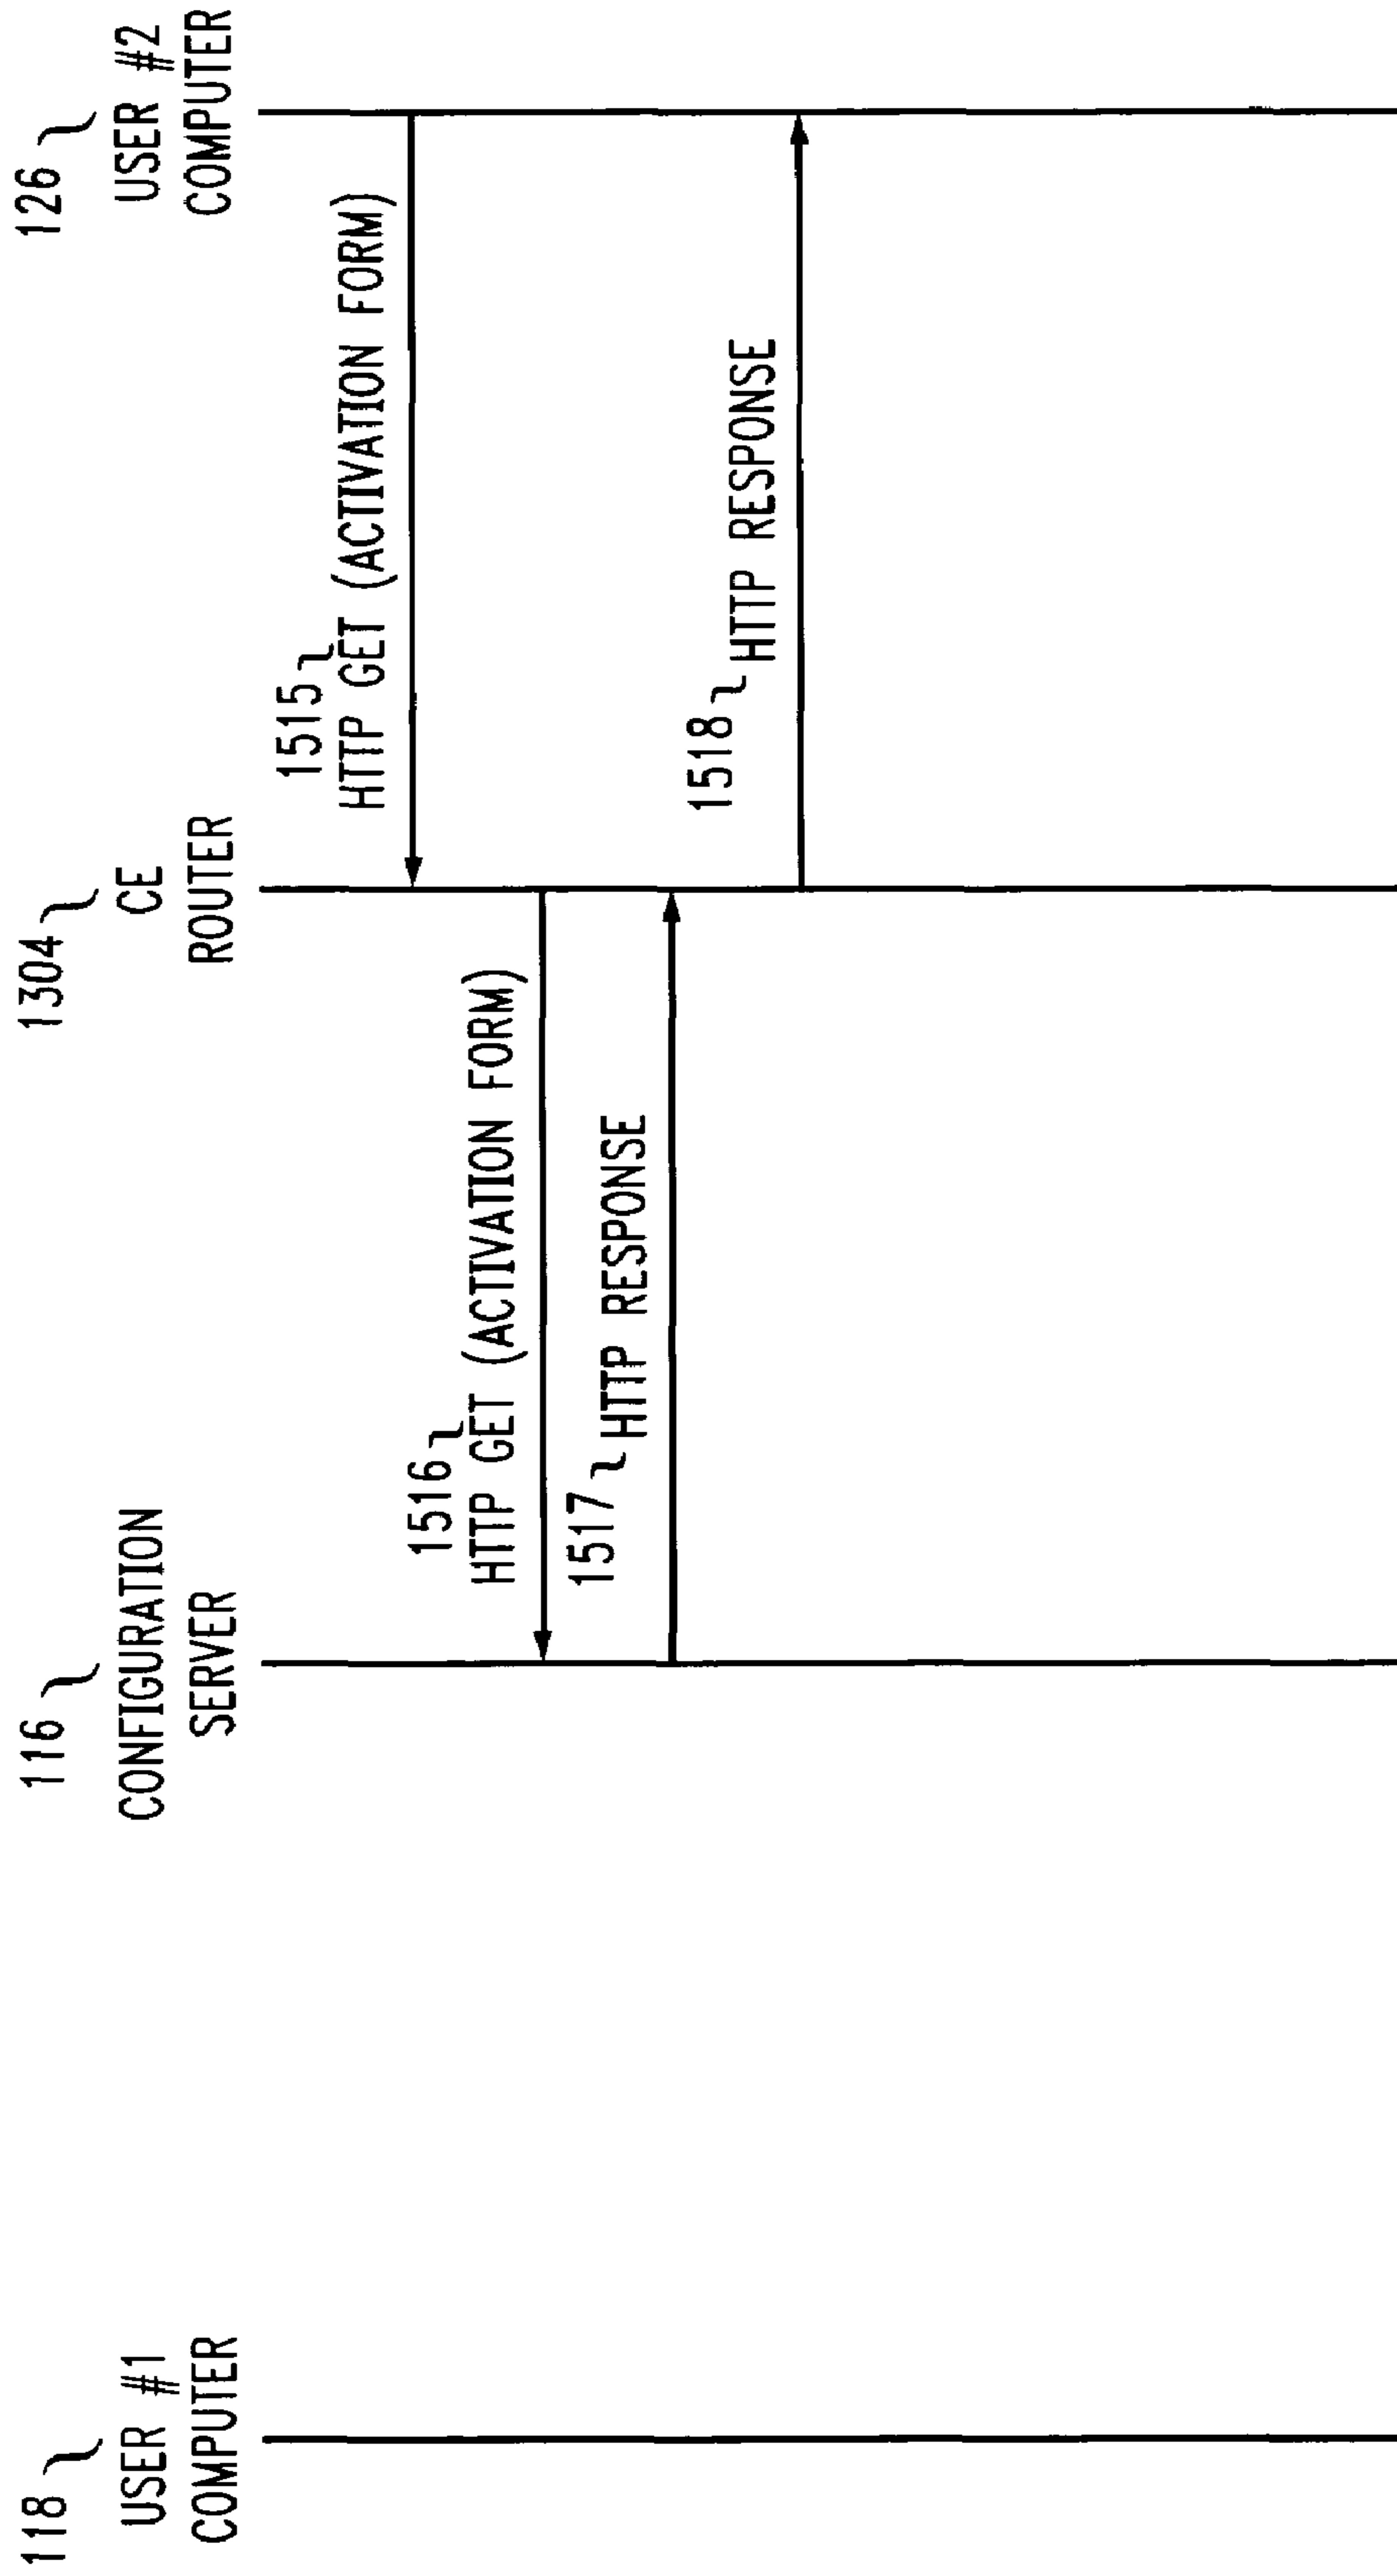 118
USER #1
COMPUTER
116
CONFIGURATION
SERVER
1304
CE
ROUTER
126
USER #2
COMPUTER
1515
HTTP GET (ACTIVATION FORM)
1516
HTTP GET (ACTIVATION FORM)
1517 HTTP RESPONSE
1518 HTTP RESPONSE